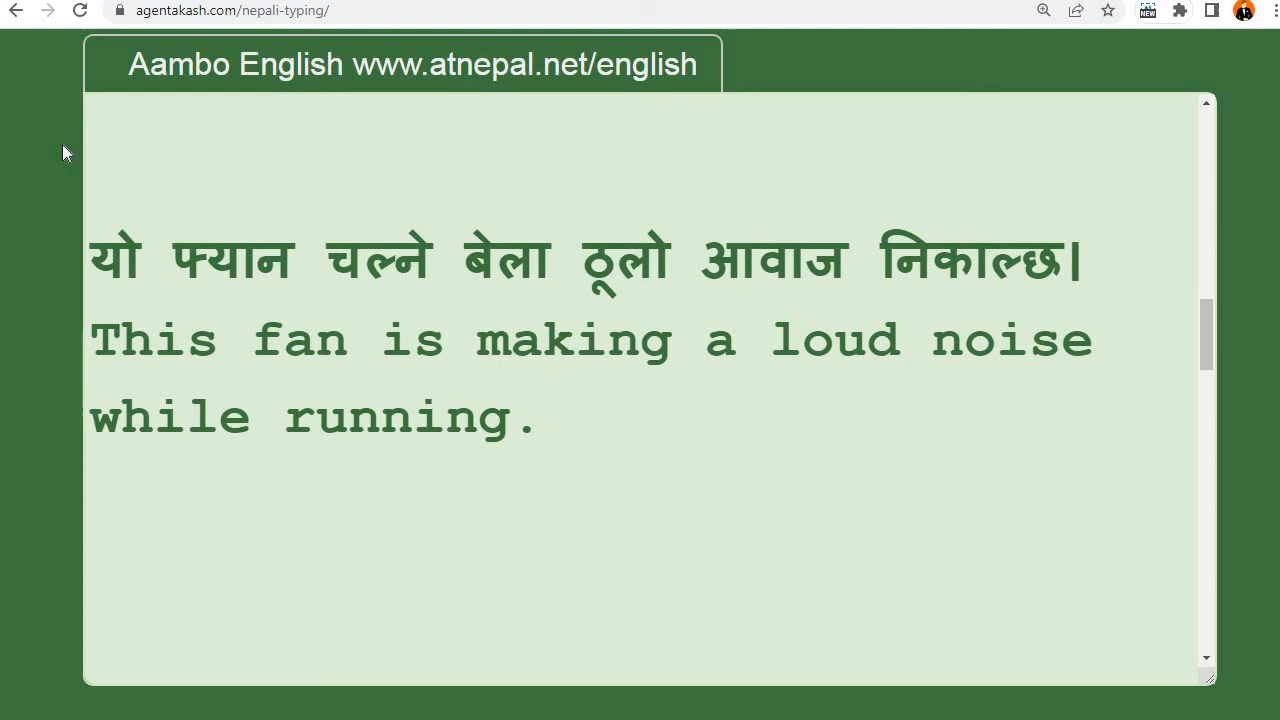 agentakash.com/nepali-typing/
NEW
Aambo English www.atnepal.net/english
यो फ्यान चल्ने बेला ठूलो आवाज निकाल्छ।
This fan is making a loud noise
while running.